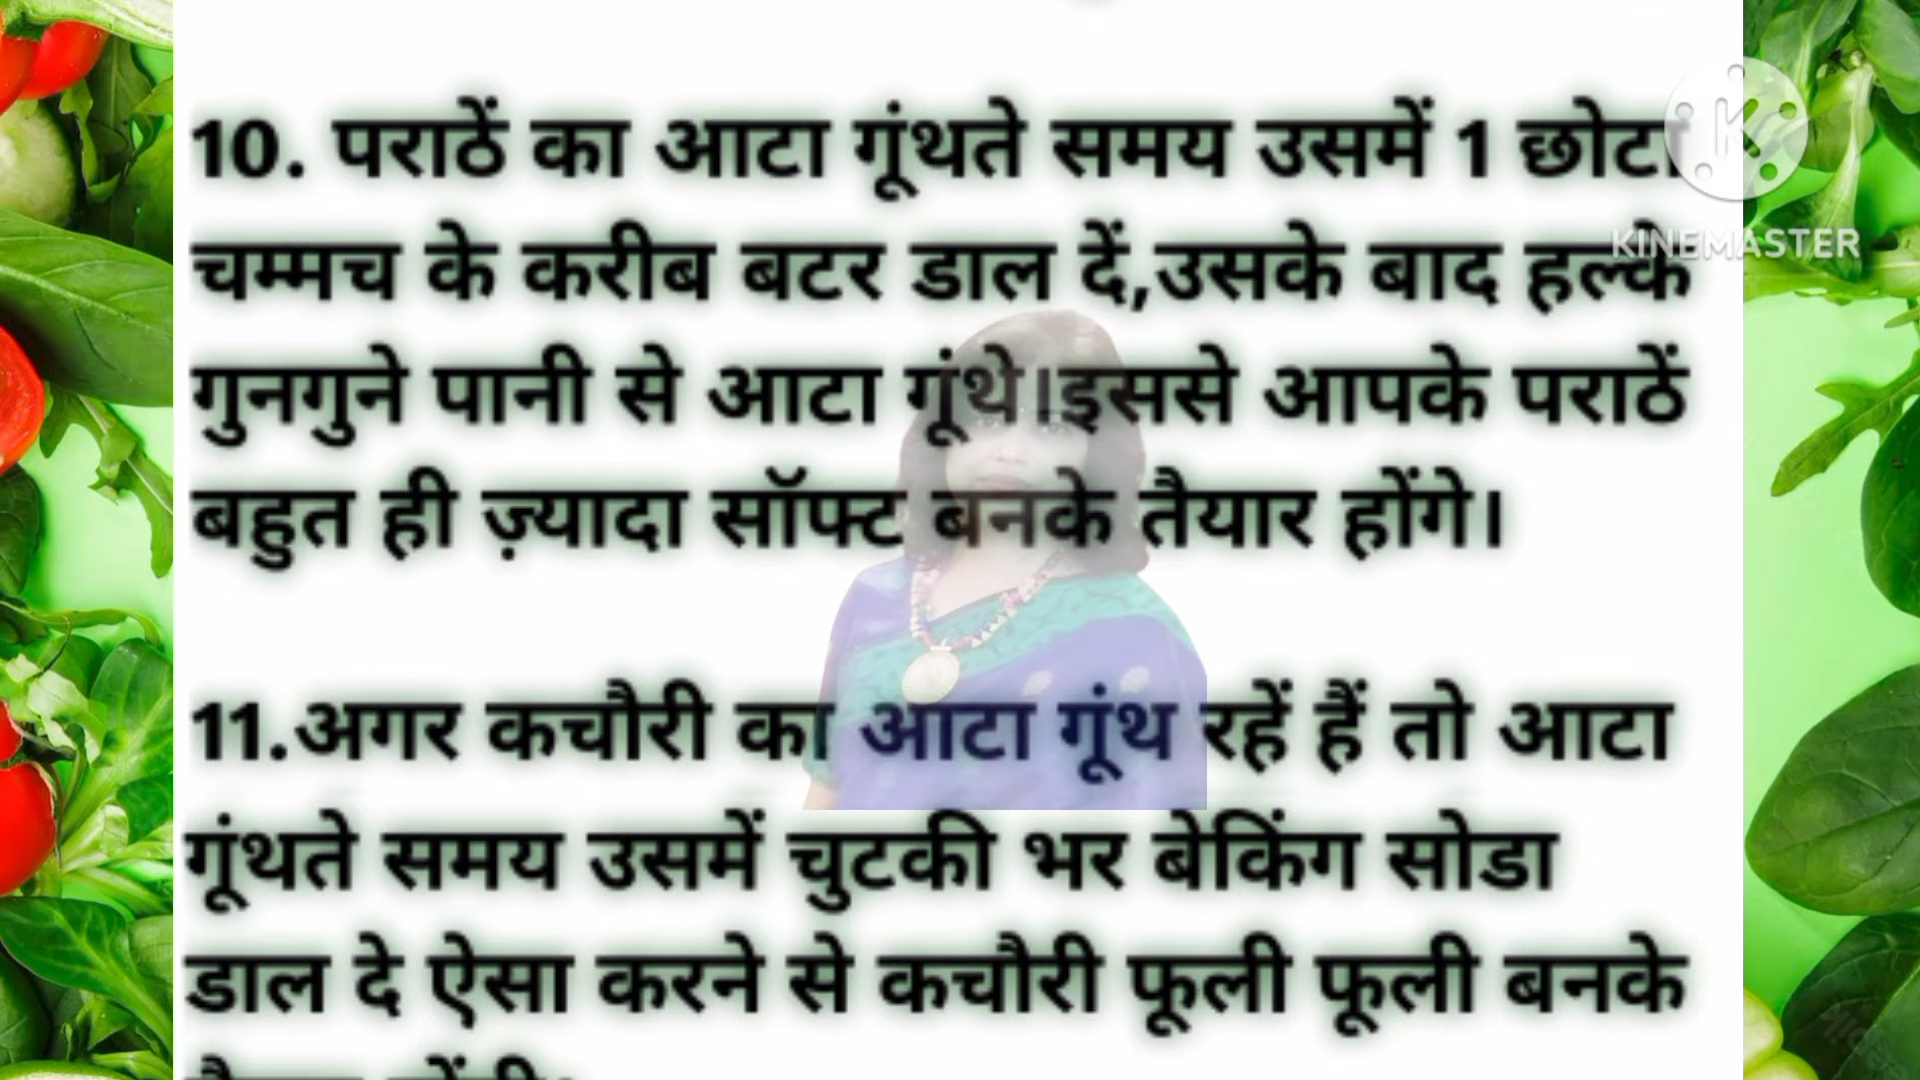 10. पराठें का आटा गूंथते समय उसमें 1 छोटा
चम्मच के करीब बटर डाल दें,उसके बाद हल्के
गुनगुने पानी से आटा गूंथे।इससे आपके पराठें
बहुत ही ज़्यादा सॉफ्ट बनके तैयार होंगे।
11.अगर कचौरी का आटा गूंथ रहें हैं तो आटा
गूंथते समय उसमें चुटकी भर बेकिंग सोडा
डाल दे ऐसा करने से कचौरी फूली फूली बनके
KINEMASTER